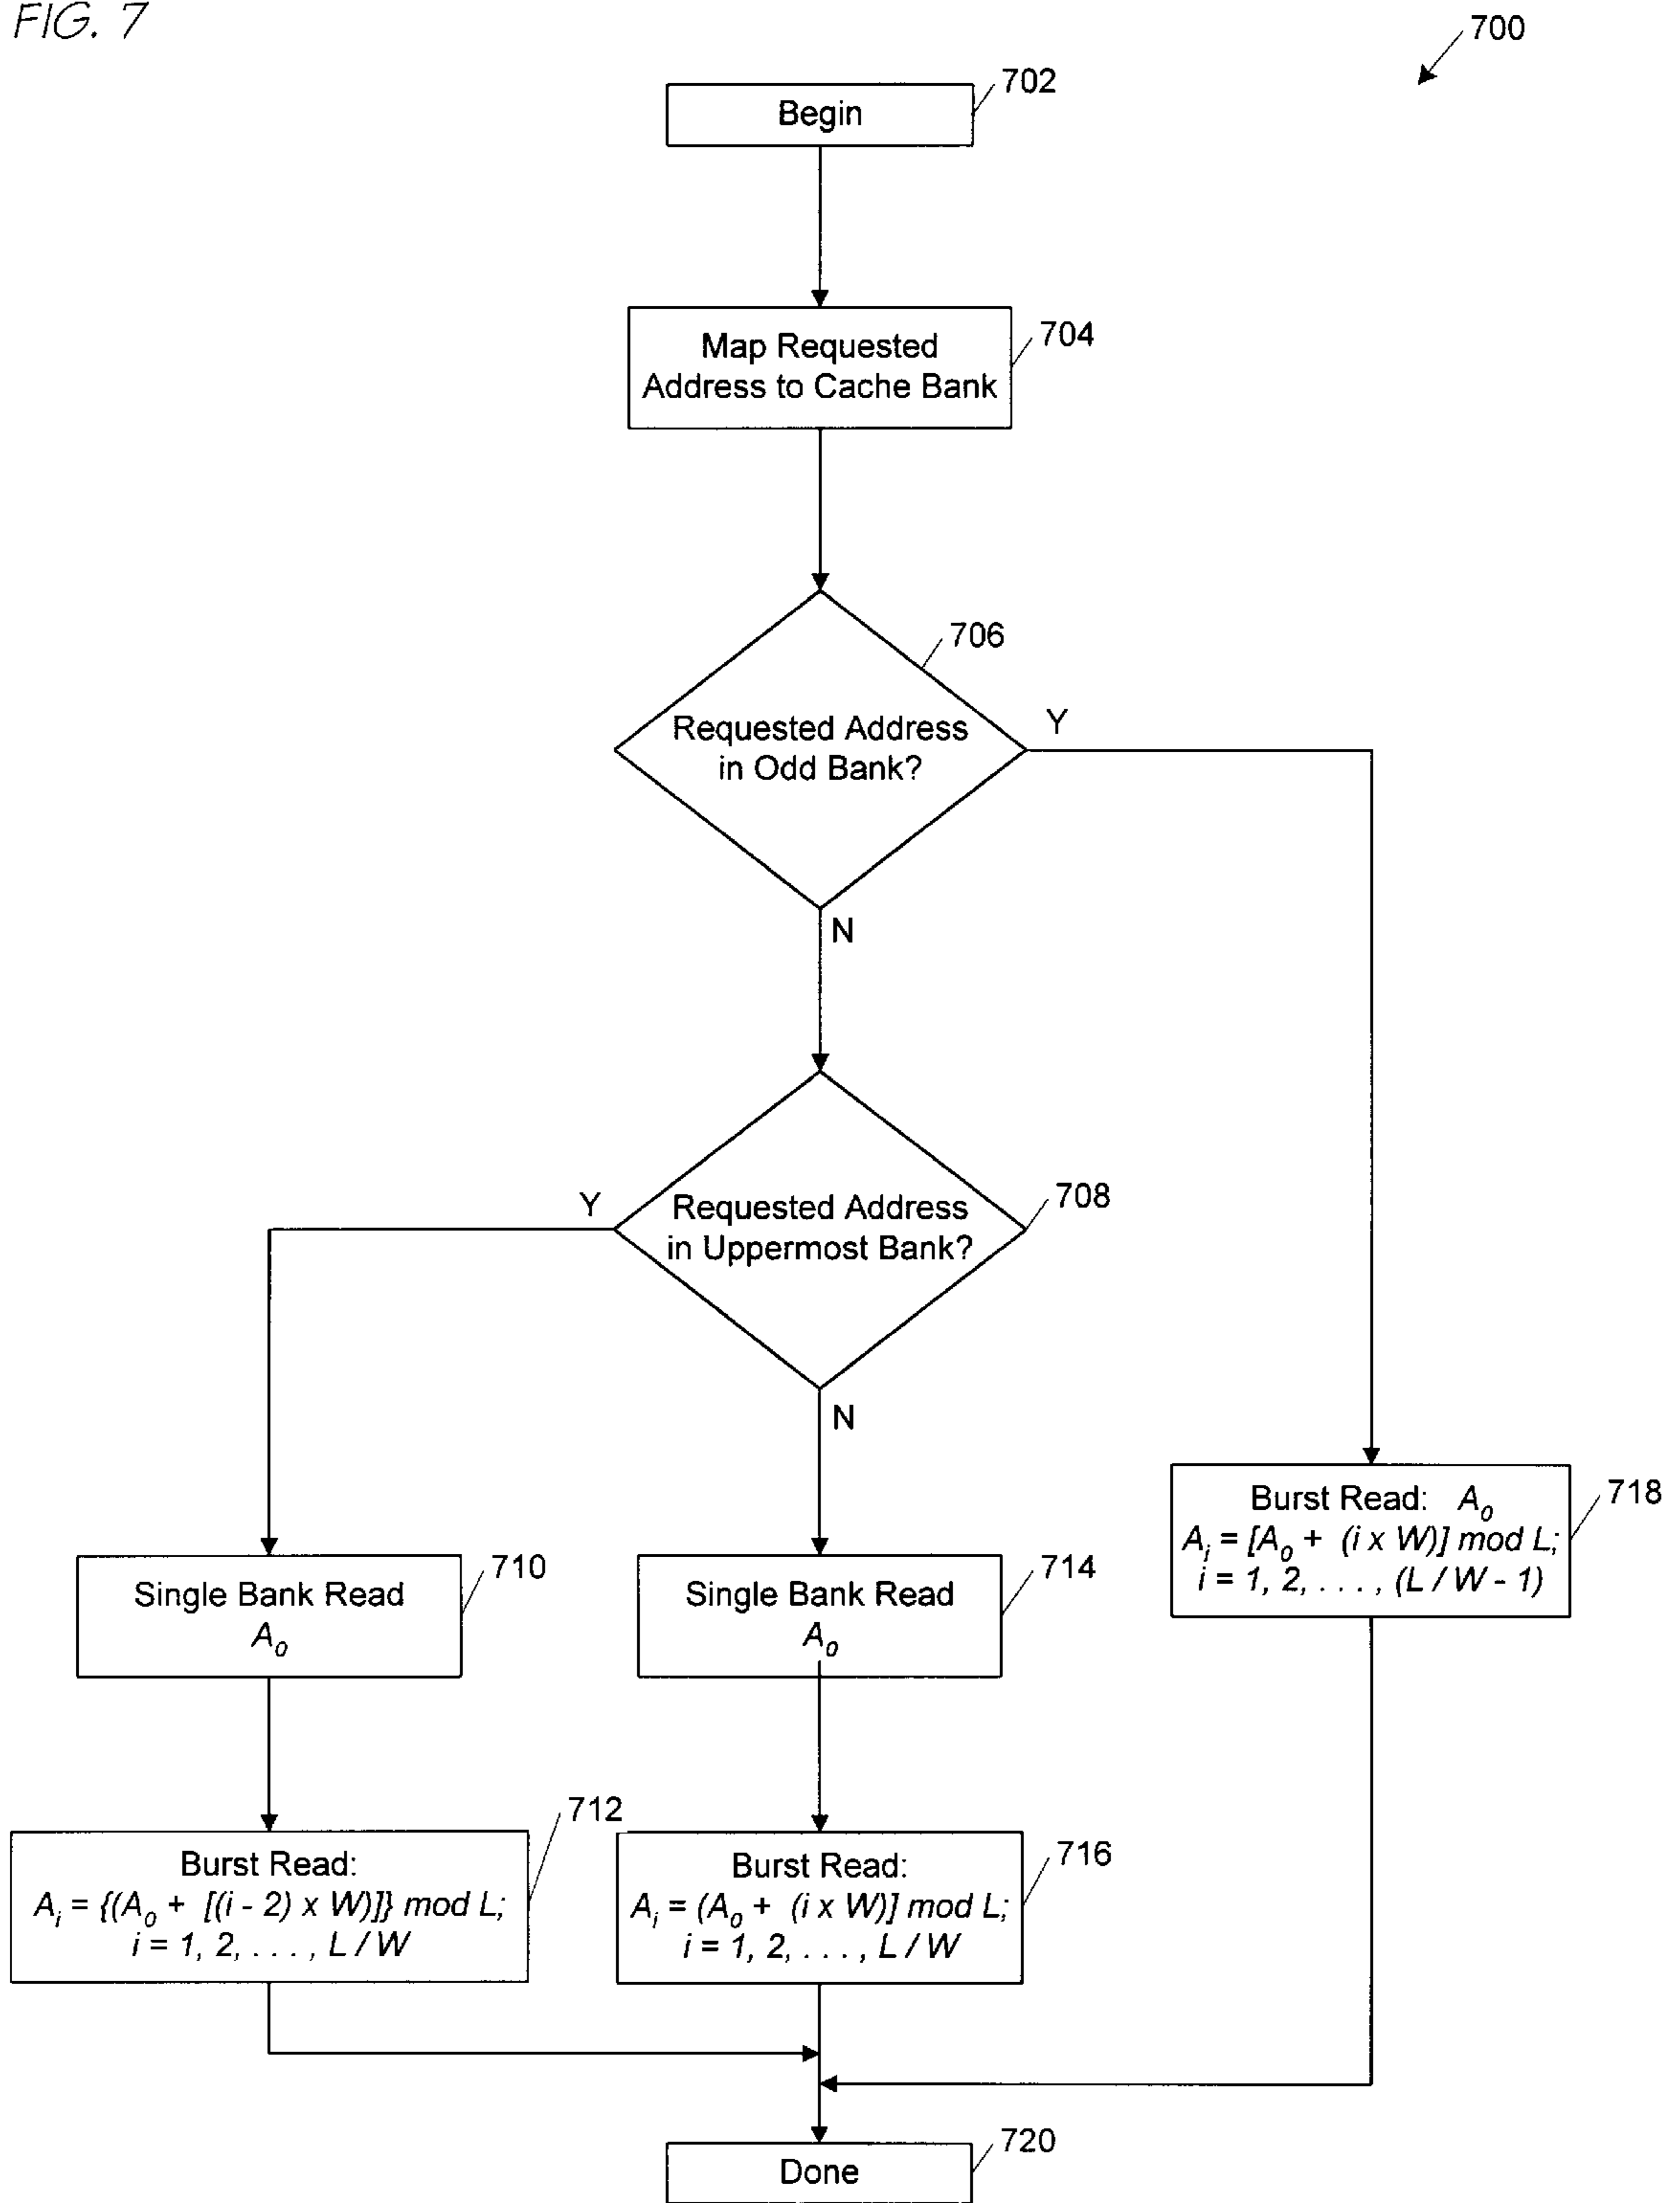 FIG. 7
700
702
Begin
704
Map Requested
Address to Cache Bank
706
Requested Address
in Odd Bank?
Y
N
708
Requested Address
in Uppermost Bank?
Y
N
718
Burst Read: A₀
Aᵢ = [A₀ + (i x W)] mod L;
i = 1, 2, . . . , (L / W - 1)
710
Single Bank Read
A₀
714
Single Bank Read
A₀
712
Burst Read:
Aᵢ = {(A₀ + [(i - 2) x W)]} mod L;
i = 1, 2, . . . , L / W
716
Burst Read:
Aᵢ = (A₀ + (i x W)] mod L;
i = 1, 2, . . . , L / W
720
Done